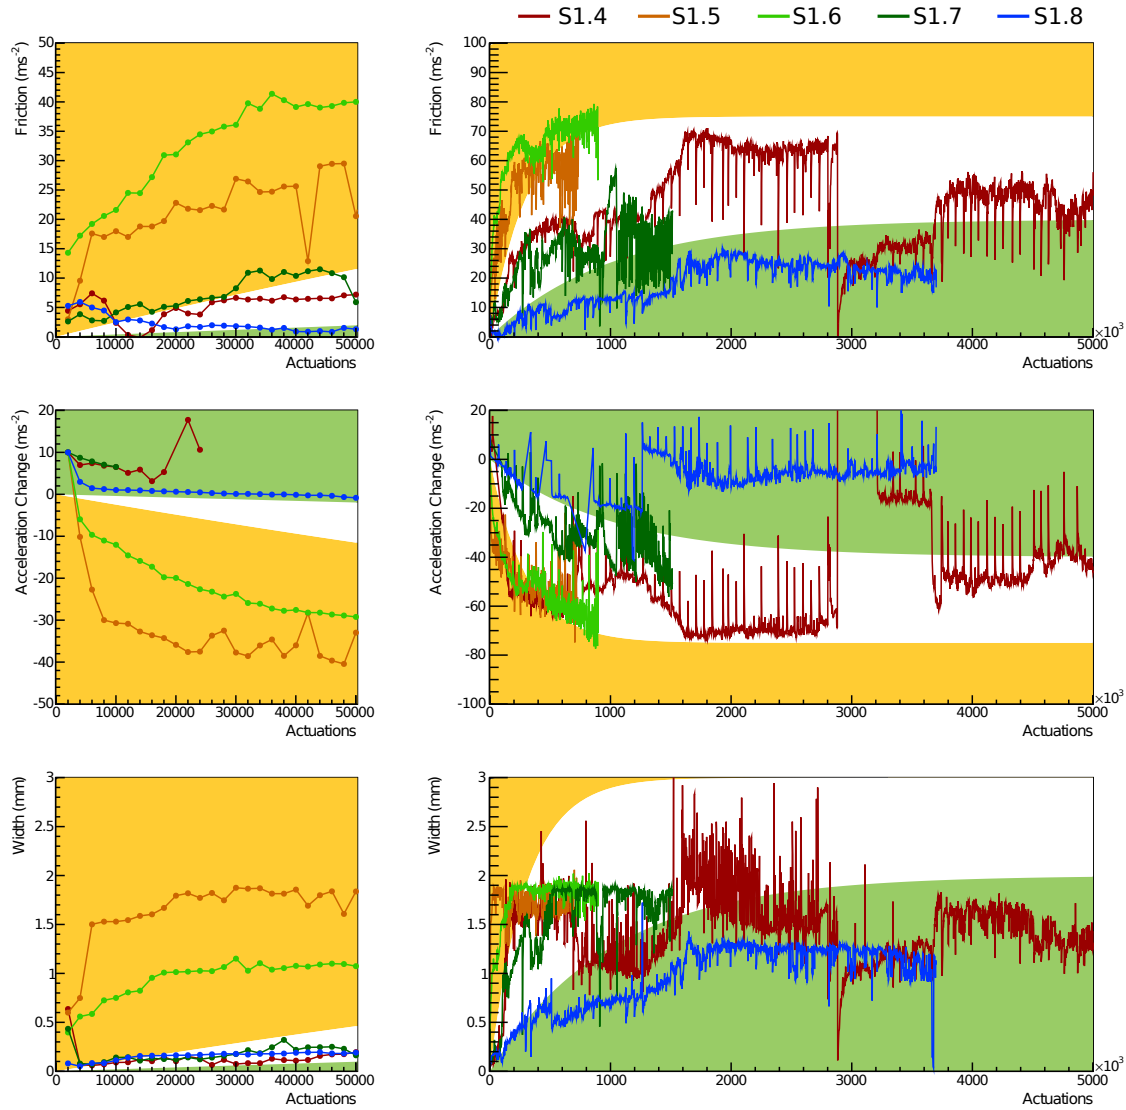 S1.4 S1.5 S1.6 S1.7 S1.8
Friction (ms-2)
50
45
40
35
30
25
20
15
10
5
0
0 10000 20000 30000 40000 50000
Actuations
Friction (ms-2)
100
90
80
70
60
50
40
30
20
10
0
0 1000 2000 3000 4000 5000
×10³
Actuations
Acceleration Change (ms-2)
20
10
0
-10
-20
-30
-40
-50
0 10000 20000 30000 40000 50000
Actuations
Acceleration Change (ms-2)
20
0
-20
-40
-60
-80
-100
0 1000 2000 3000 4000 5000
×10³
Actuations
Width (mm)
3
2.5
2
1.5
1
0.5
0
0 10000 20000 30000 40000 50000
Actuations
Width (mm)
3
2.5
2
1.5
1
0.5
0
0 1000 2000 3000 4000 5000
×10³
Actuations